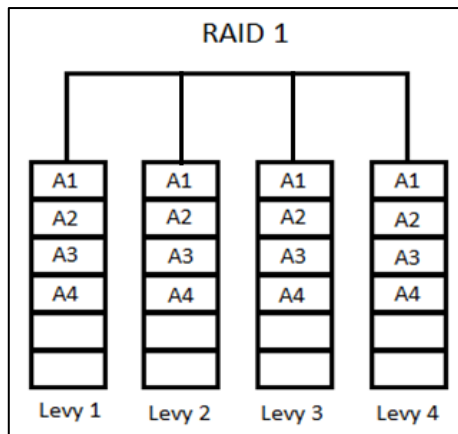 RAID 1
A1 A1 A1 A1
A2 A2 A2 A2
A3 A3 A3 A3
A4 A4 A4 A4
Levy 1 Levy 2 Levy 3 Levy 4